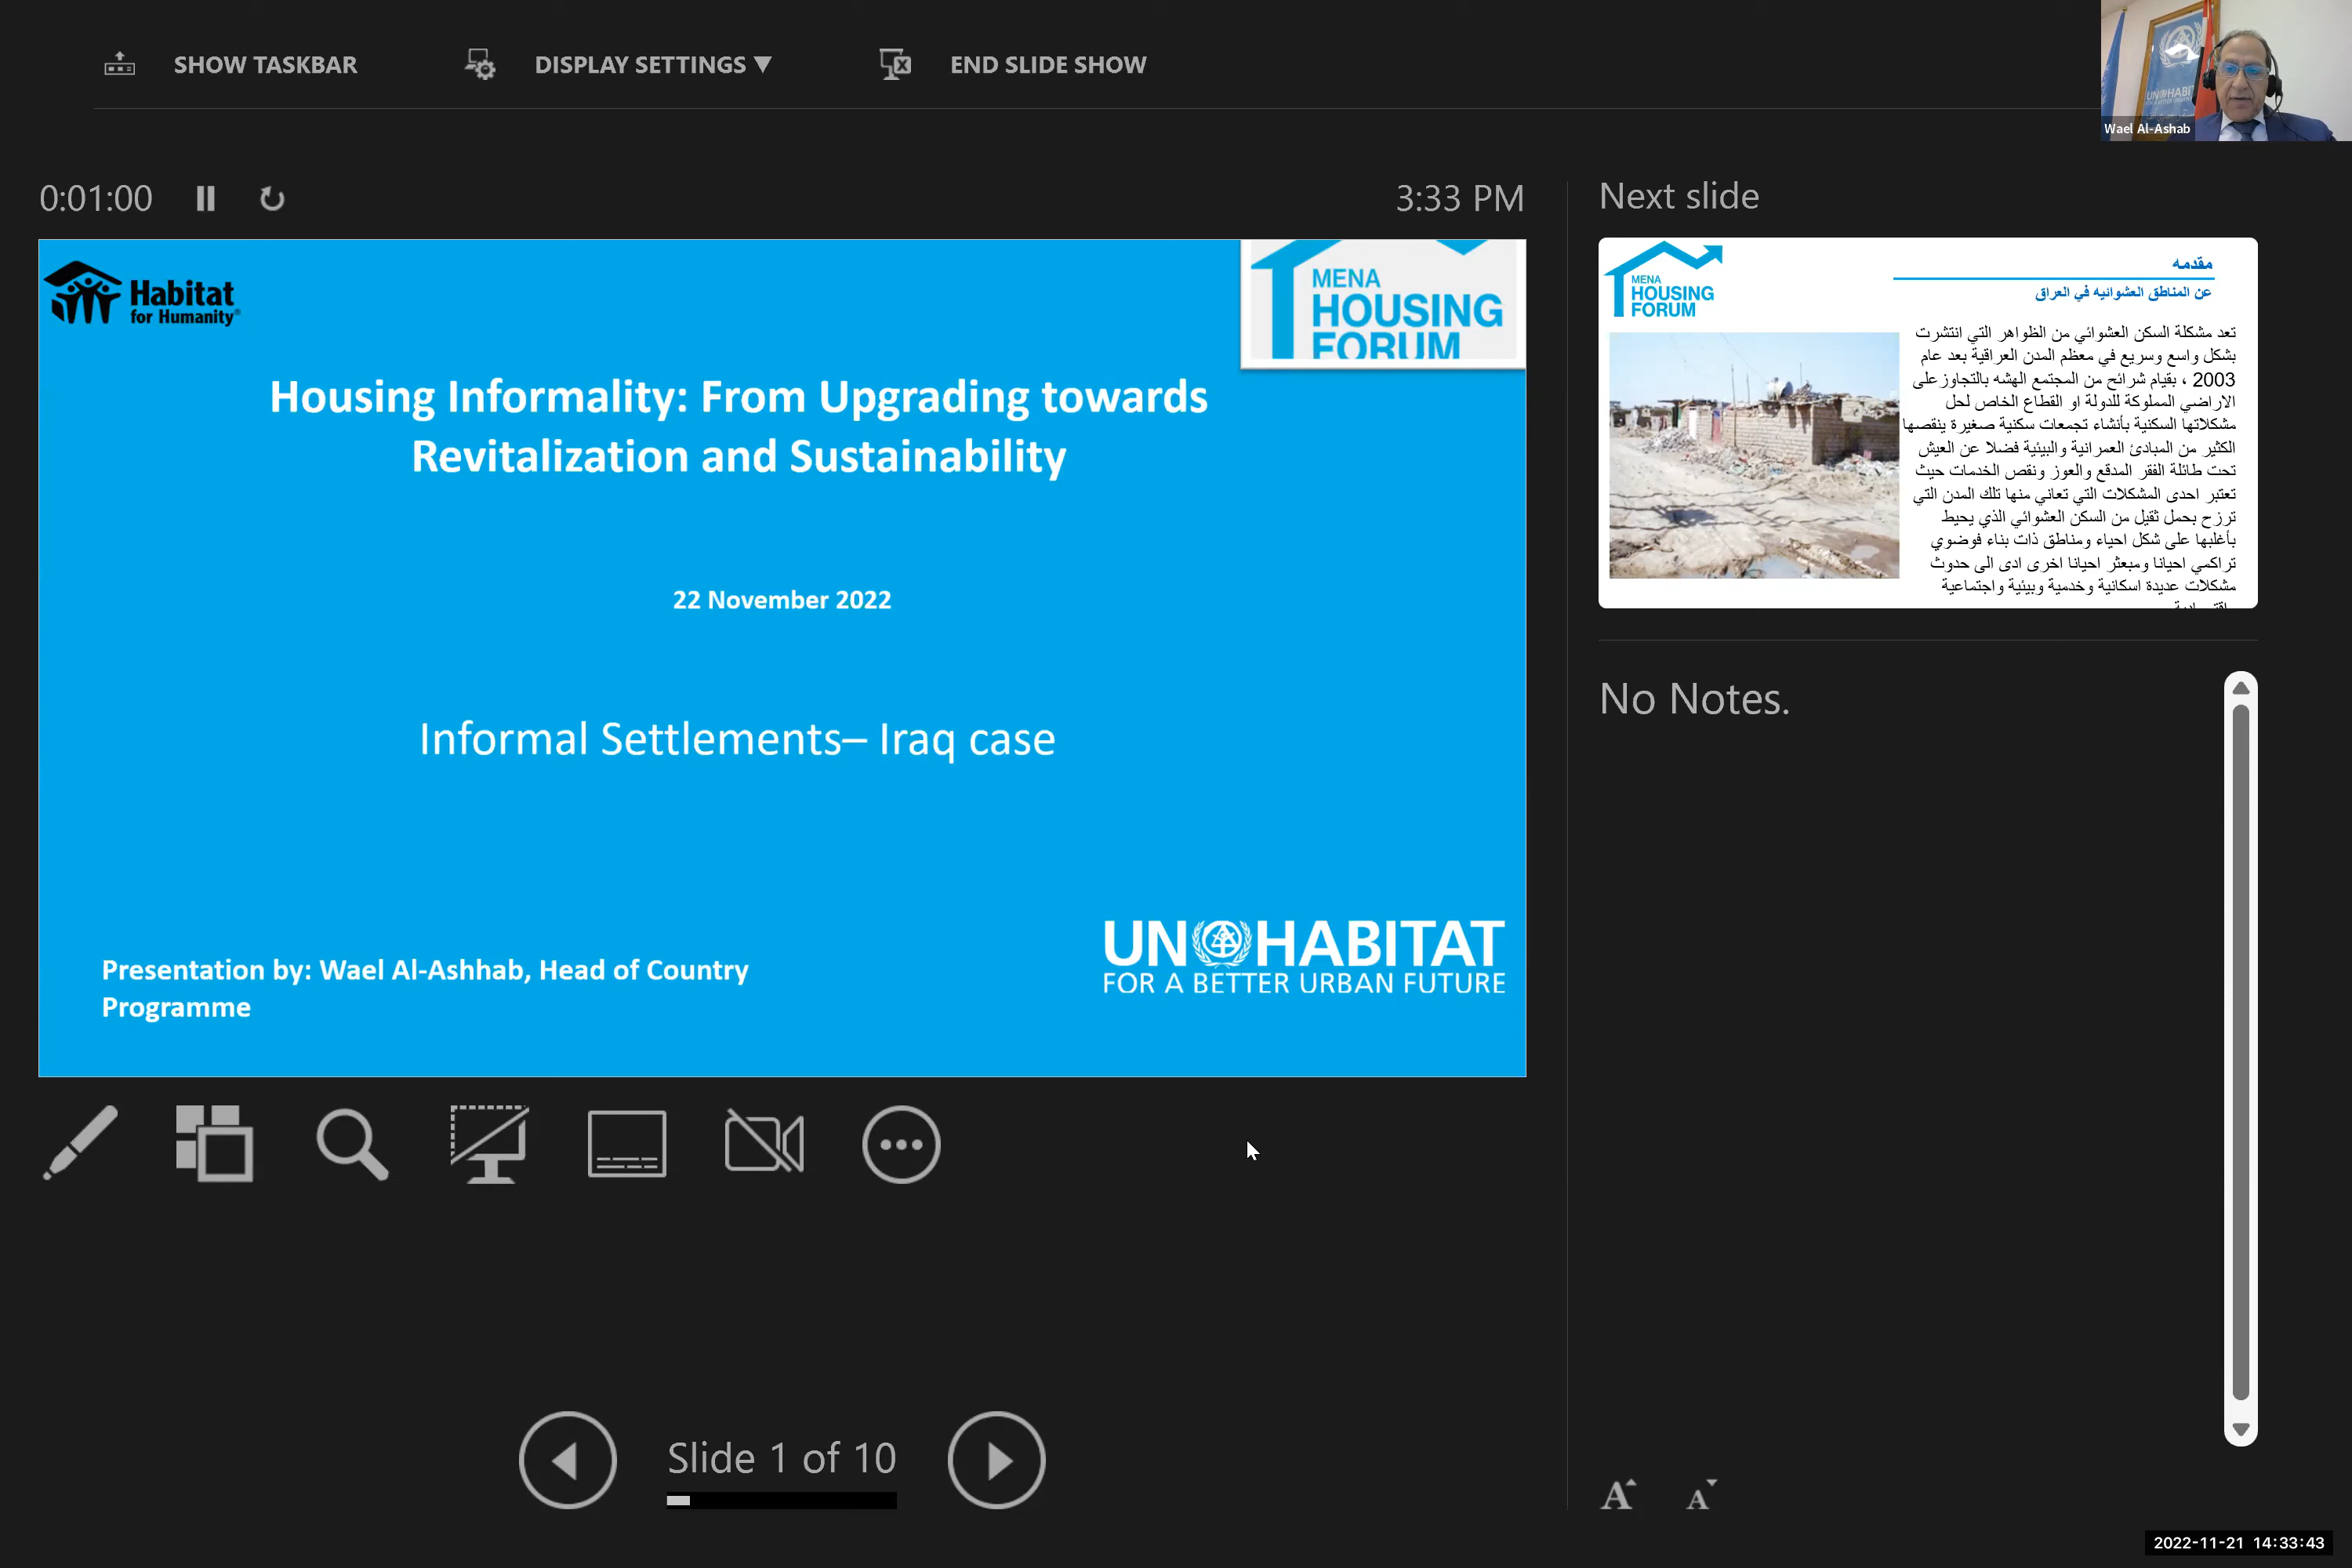 SHOW TASKBAR
DISPLAY SETTINGS ▼
END SLIDE SHOW
UN HABITAT
Wael Al-Ashab
0:01:00
3:33 PM
Habitat
for Humanity®
MENA
HOUSING
FORUM
Housing Informality: From Upgrading towards
Revitalization and Sustainability
22 November 2022
Informal Settlements– Iraq case
Presentation by: Wael Al-Ashhab, Head of Country
Programme
UN HABITAT
FOR A BETTER URBAN FUTURE
Slide 1 of 10
Next slide
MENA
HOUSING
FORUM
مقدمه
عن المناطق العشوائيه في العراق
تعد مشكلة السكن العشوائي من الظواهر التي انتشرت
بشكل واسع وسريع في معظم المدن العراقية بعد عام
2003 ، بقيام شرائح من المجتمع الهشه بالتجاوز على
الاراضي المملوكة للدولة او القطاع الخاص لحل
مشكلاتها السكنية بأنشاء تجمعات سكنية صغيرة ينقصها
الكثير من المبادئ العمرانية والبيئية فضلا عن العيش
تحت طائلة الفقر المدقع والعوز ونقص الخدمات حيث
تعتبر احدى المشكلات التي تعاني منها تلك المدن التي
ترزح بحمل ثقيل من السكن العشوائي الذي يحيط
بأغلبها على شكل احياء ومناطق ذات بناء فوضوي
تراكمي احيانا ومبعثر احيانا اخرى ادى الى حدوث
مشكلات عديدة اسكانية وخدمية وبيئية واجتماعية
No Notes.
A A
2022-11-21 14:33:43